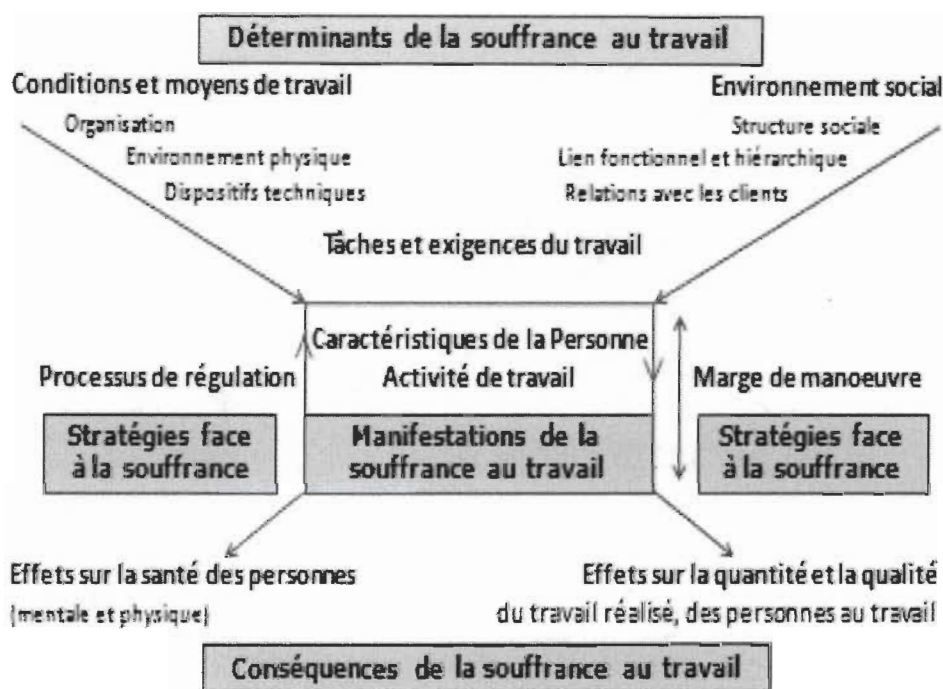 Déterminants de la souffrance au travail
Conditions et moyens de travail
Environnement social
Organisation
Structure sociale
Environnement physique
Lien fonctionnel et hiérarchique
Dispositifs techniques
Relations avec les clients
Tâches et exigences du travail
Caractéristiques de la Personne
Processus de régulation
Activité de travail
Marge de manoeuvre
Stratégies face
à la souffrance
Manifestations de la
souffrance au travail
Stratégies face
à la souffrance
Effets sur la santé des personnes
(mentale et physique)
Effets sur la quantité et la qualité
du travail réalisé, des personnes au travail
Conséquences de la souffrance au travail